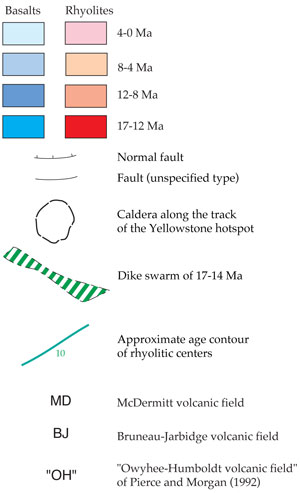 Basalts Rhyolites
4-0 Ma
8-4 Ma
12-8 Ma
17-12 Ma
Normal fault
Fault (unspecified type)
Caldera along the track
of the Yellowstone hotspot
Dike swarm of 17-14 Ma
Approximate age contour
of rhyolitic centers
10
MD McDermitt volcanic field
BJ Bruneau-Jarbidge volcanic field
"OH" "Owyhee-Humboldt volcanic field"
of Pierce and Morgan (1992)